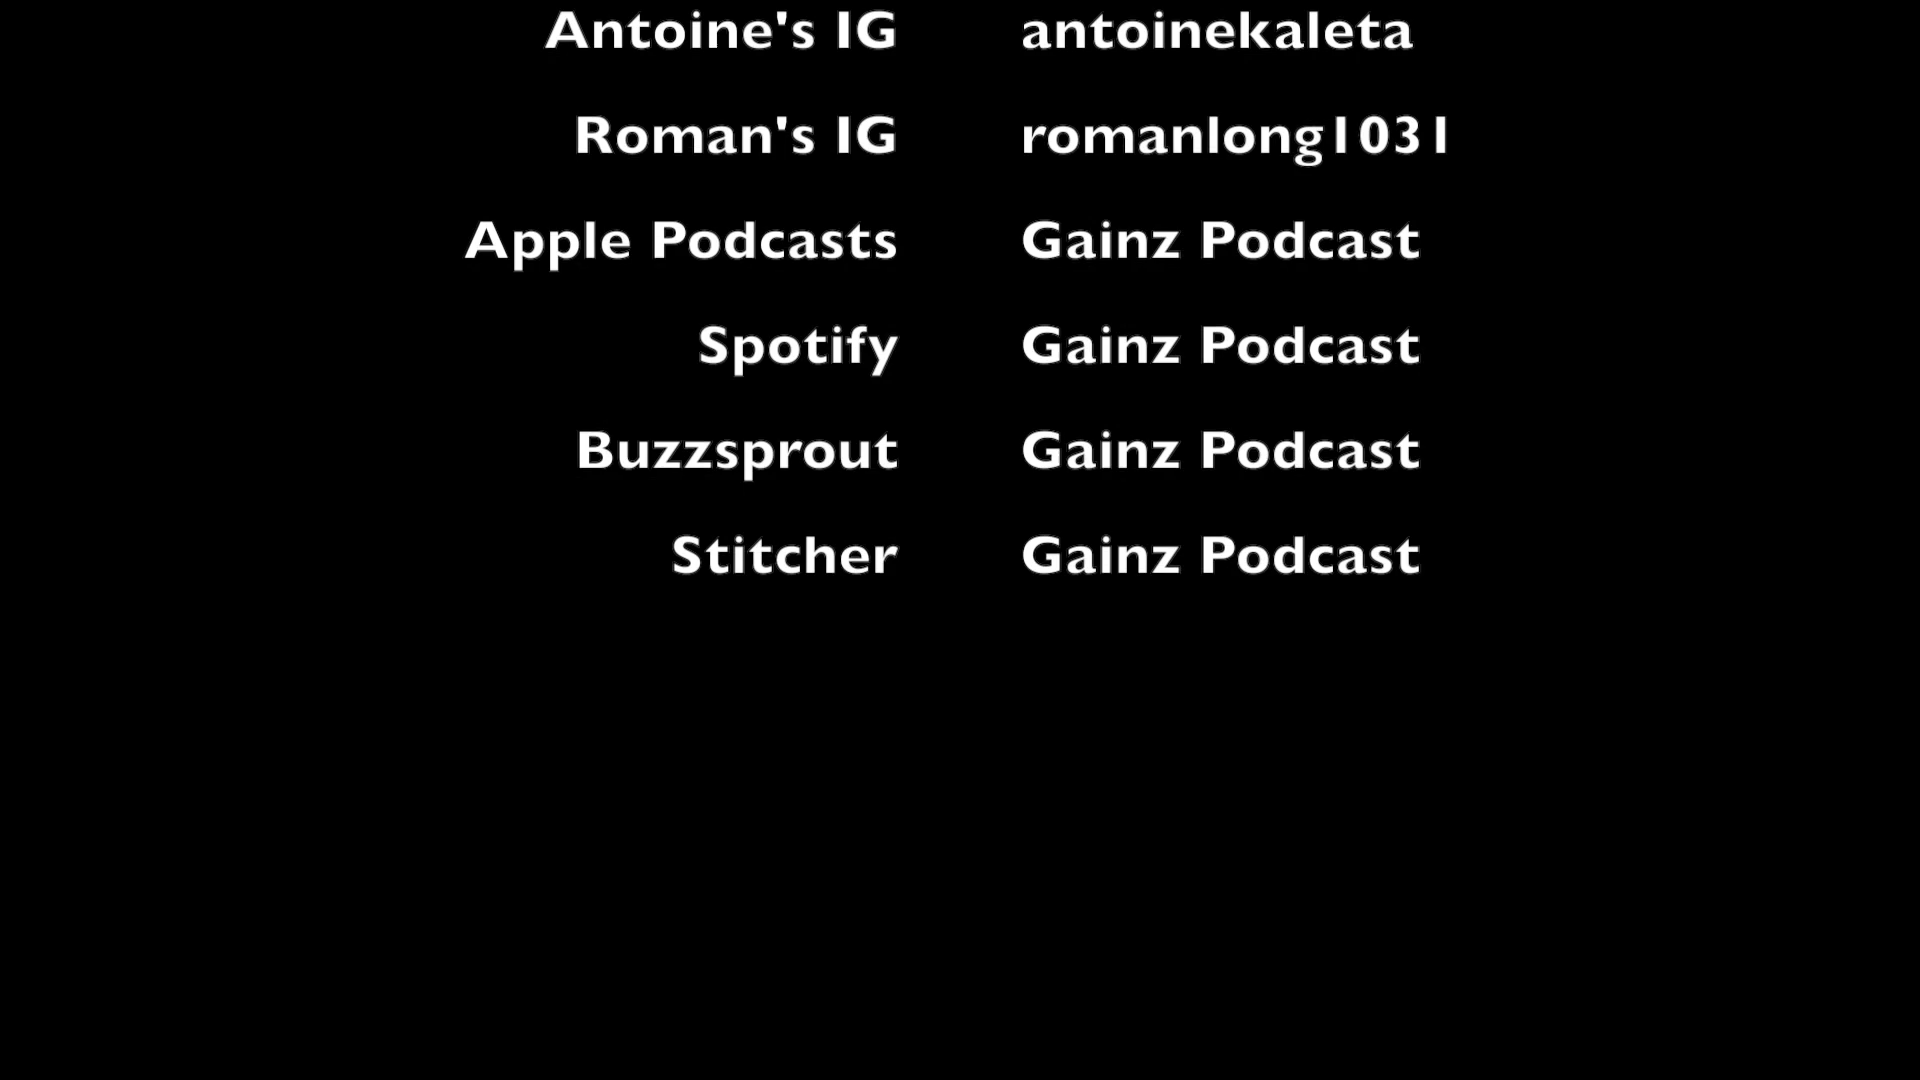 Antoine's IG antoinekaleta
Roman's IG romanlong1031
Apple Podcasts Gainz Podcast
Spotify Gainz Podcast
Buzzsprout Gainz Podcast
Stitcher Gainz Podcast